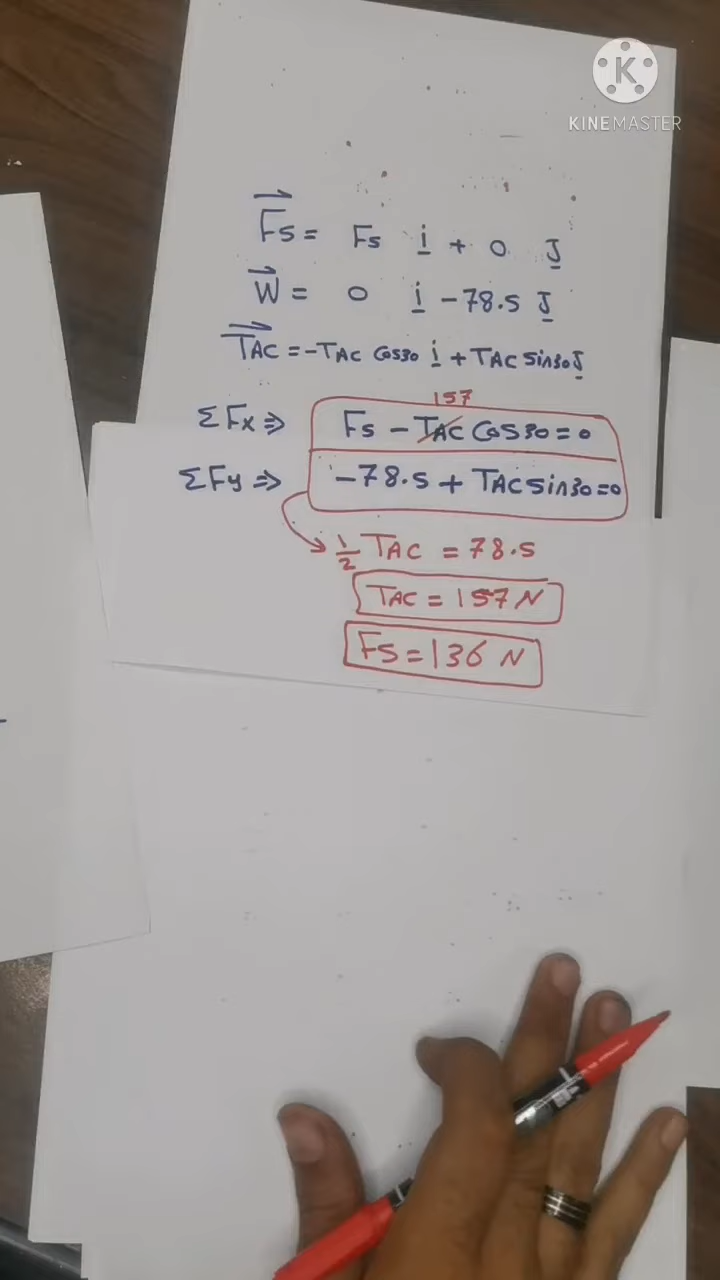 K
KINEMASTER
Fs = Fs i + 0 J
W = 0 i - 78.5 J
TAC = -TAC Cos30 i + TAC Sin30 J
157
ΣFx ⇒ Fs - TAC Cos30 = 0
ΣFy ⇒ -78.5 + TAC Sin30 = 0
1/2 TAC = 78.5
TAC = 157 N
Fs = 136 N